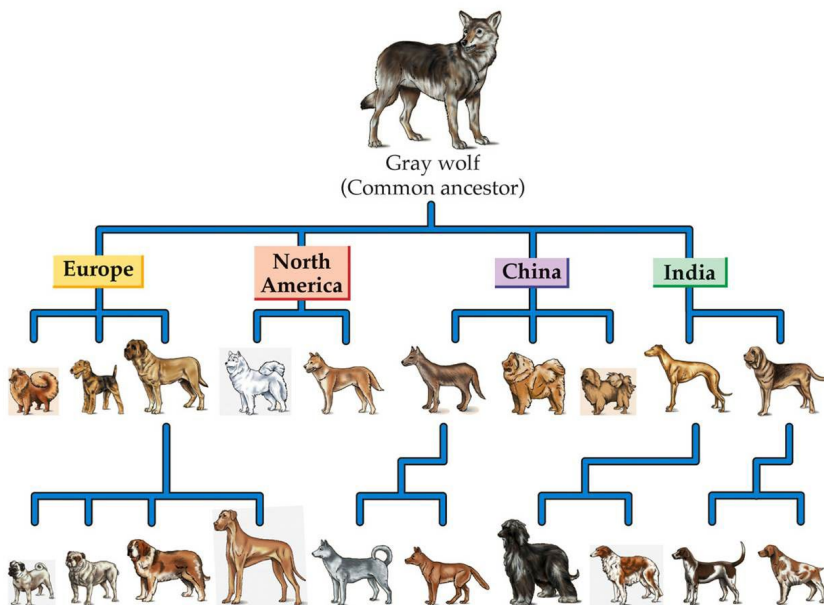 Gray wolf
(Common ancestor)
Europe
North
America
China
India